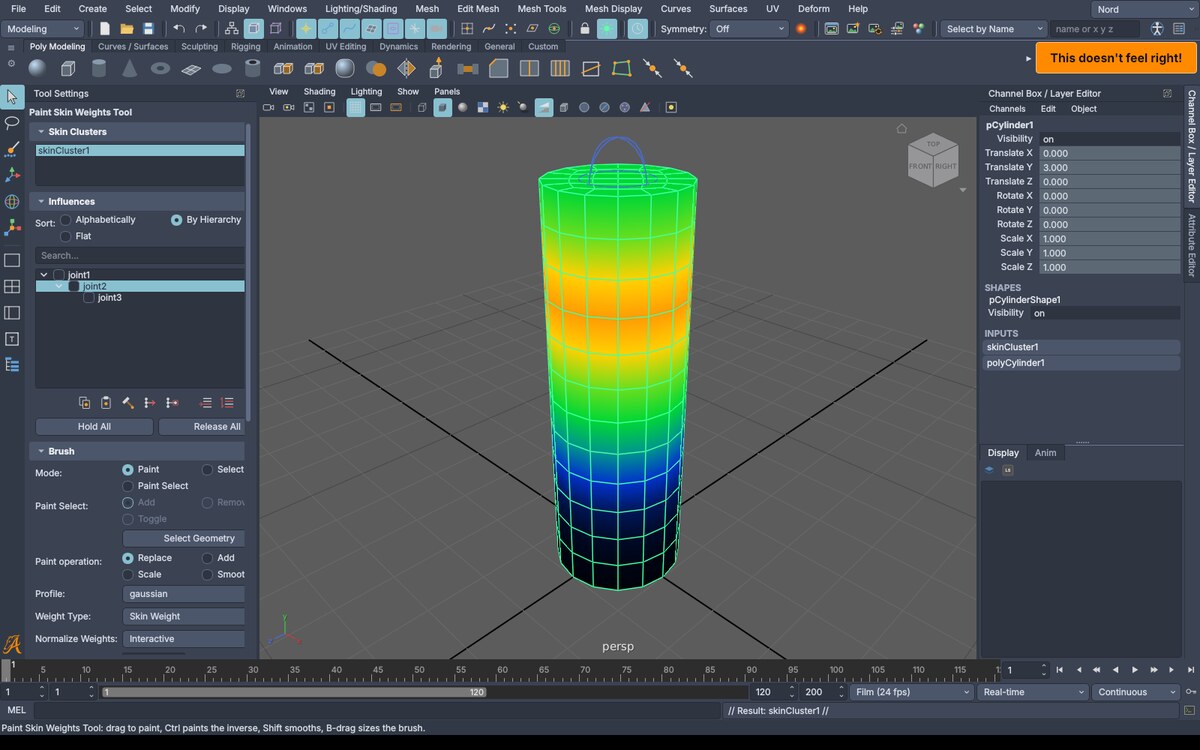 File Edit Create Select Modify Display Windows Lighting/Shading Mesh Edit Mesh Mesh Tools Mesh Display Curves Surfaces UV Deform Help
Nord
Modeling
Symmetry: Off
Select by Name
name or x y z
Poly Modeling Curves / Surfaces Sculpting Rigging Animation UV Editing Dynamics Rendering General Custom
This doesn't feel right!
Tool Settings
Paint Skin Weights Tool
Skin Clusters
skinCluster1
Influences
Sort: Alphabetically By Hierarchy
Flat
Search...
joint1
joint2
joint3
Hold All Release All
Brush
Mode: Paint Select
Paint Select
Paint Select: Add Remov
Toggle
Select Geometry
Paint operation: Replace Add
Scale Smoot
Profile: gaussian
Weight Type: Skin Weight
Normalize Weights: Interactive
View Shading Lighting Show Panels
TOP
FRONT RIGHT
y
persp
Channel Box / Layer Editor
Channels Edit Object
pCylinder1
Visibility on
Translate X 0.000
Translate Y 3.000
Translate Z 0.000
Rotate X 0.000
Rotate Y 0.000
Rotate Z 0.000
Scale X 1.000
Scale Y 1.000
Scale Z 1.000
SHAPES
pCylinderShape1
Visibility on
INPUTS
skinCluster1
polyCylinder1
Display Anim
Channel Box / Layer Editor
Attribute Editor
1 5 10 15 20 25 30 35 40 45 50 55 60 65 70 75 80 85 90 95 100 105 110 115 1
1 1 1 120 120 200 Film (24 fps) Real-time Continuous
MEL // Result: skinCluster1 //
Paint Skin Weights Tool: drag to paint, Ctrl paints the inverse, Shift smooths, B-drag sizes the brush.